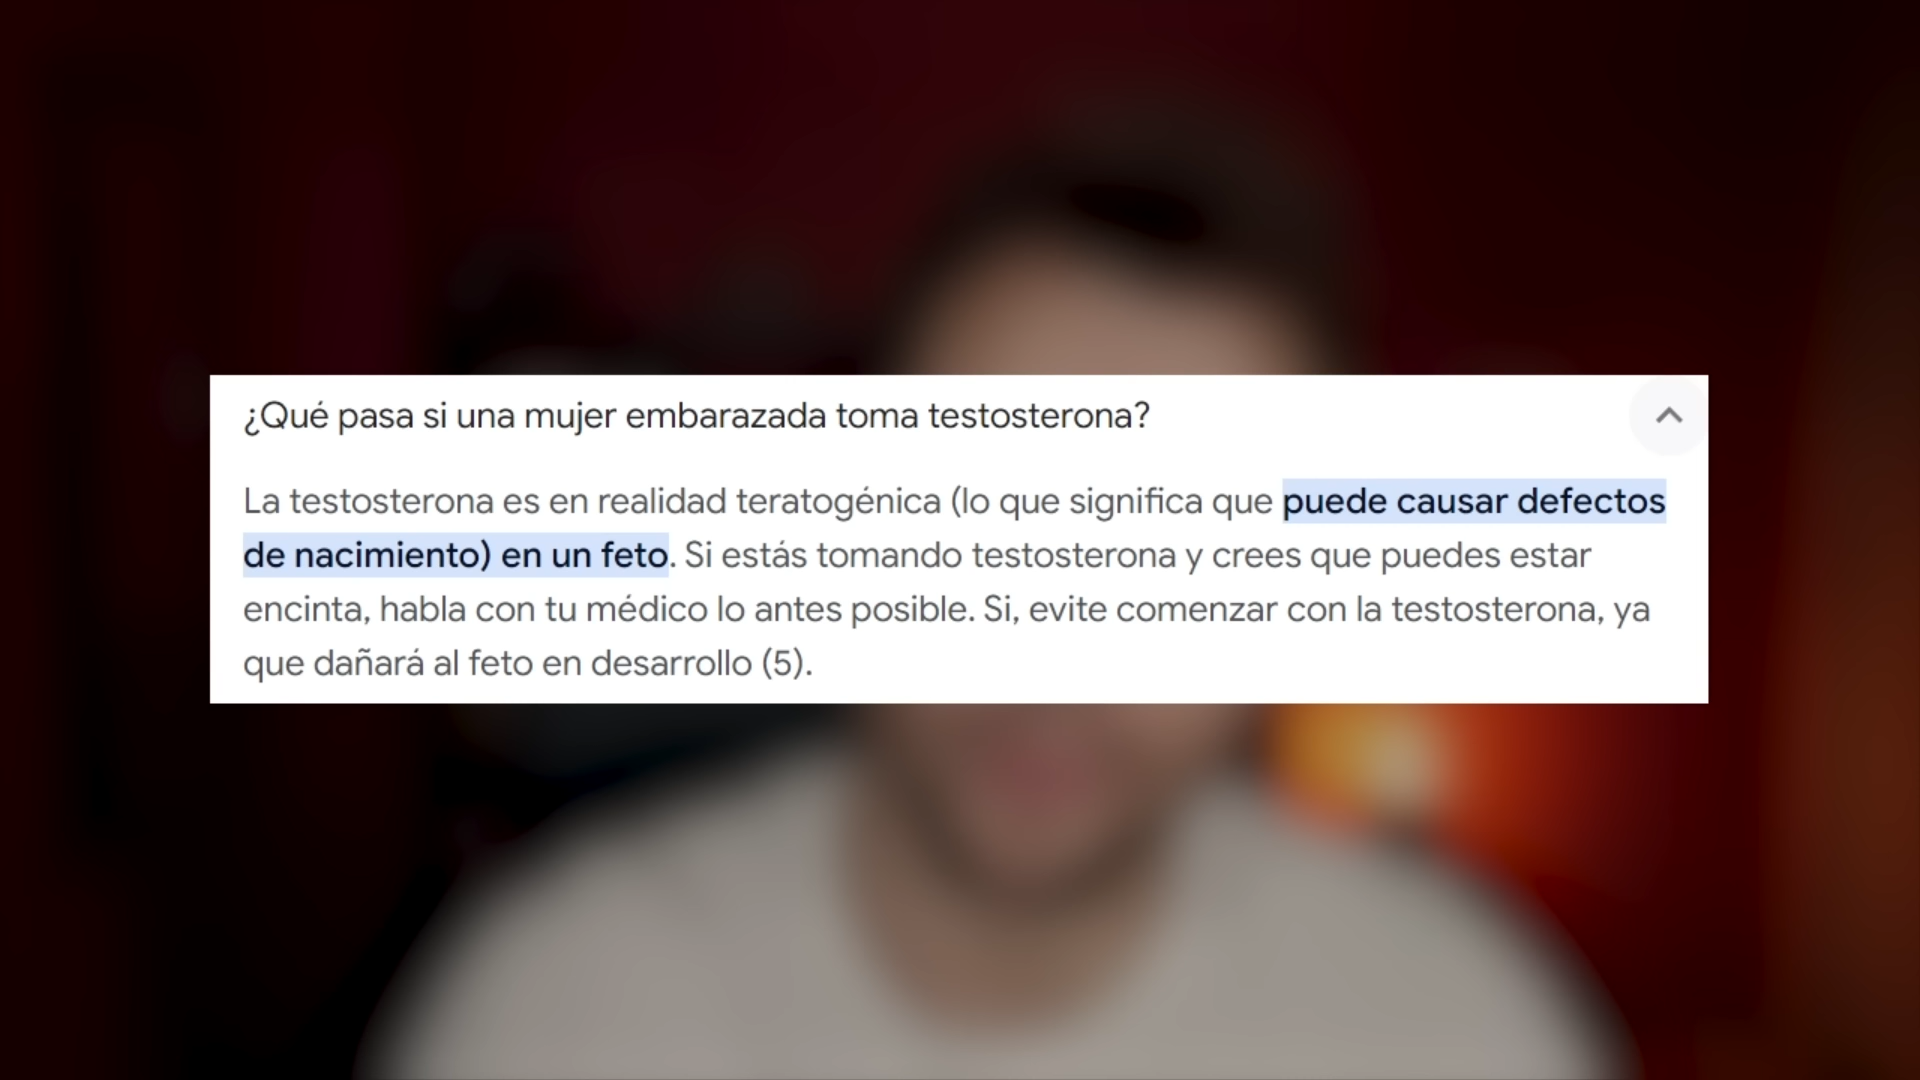 ¿Qué pasa si una mujer embarazada toma testosterona?
La testosterona es en realidad teratogénica (lo que significa que puede causar defectos
de nacimiento) en un feto. Si estás tomando testosterona y crees que puedes estar
encinta, habla con tu médico lo antes posible. Si, evite comenzar con la testosterona, ya
que dañará al feto en desarrollo (5).